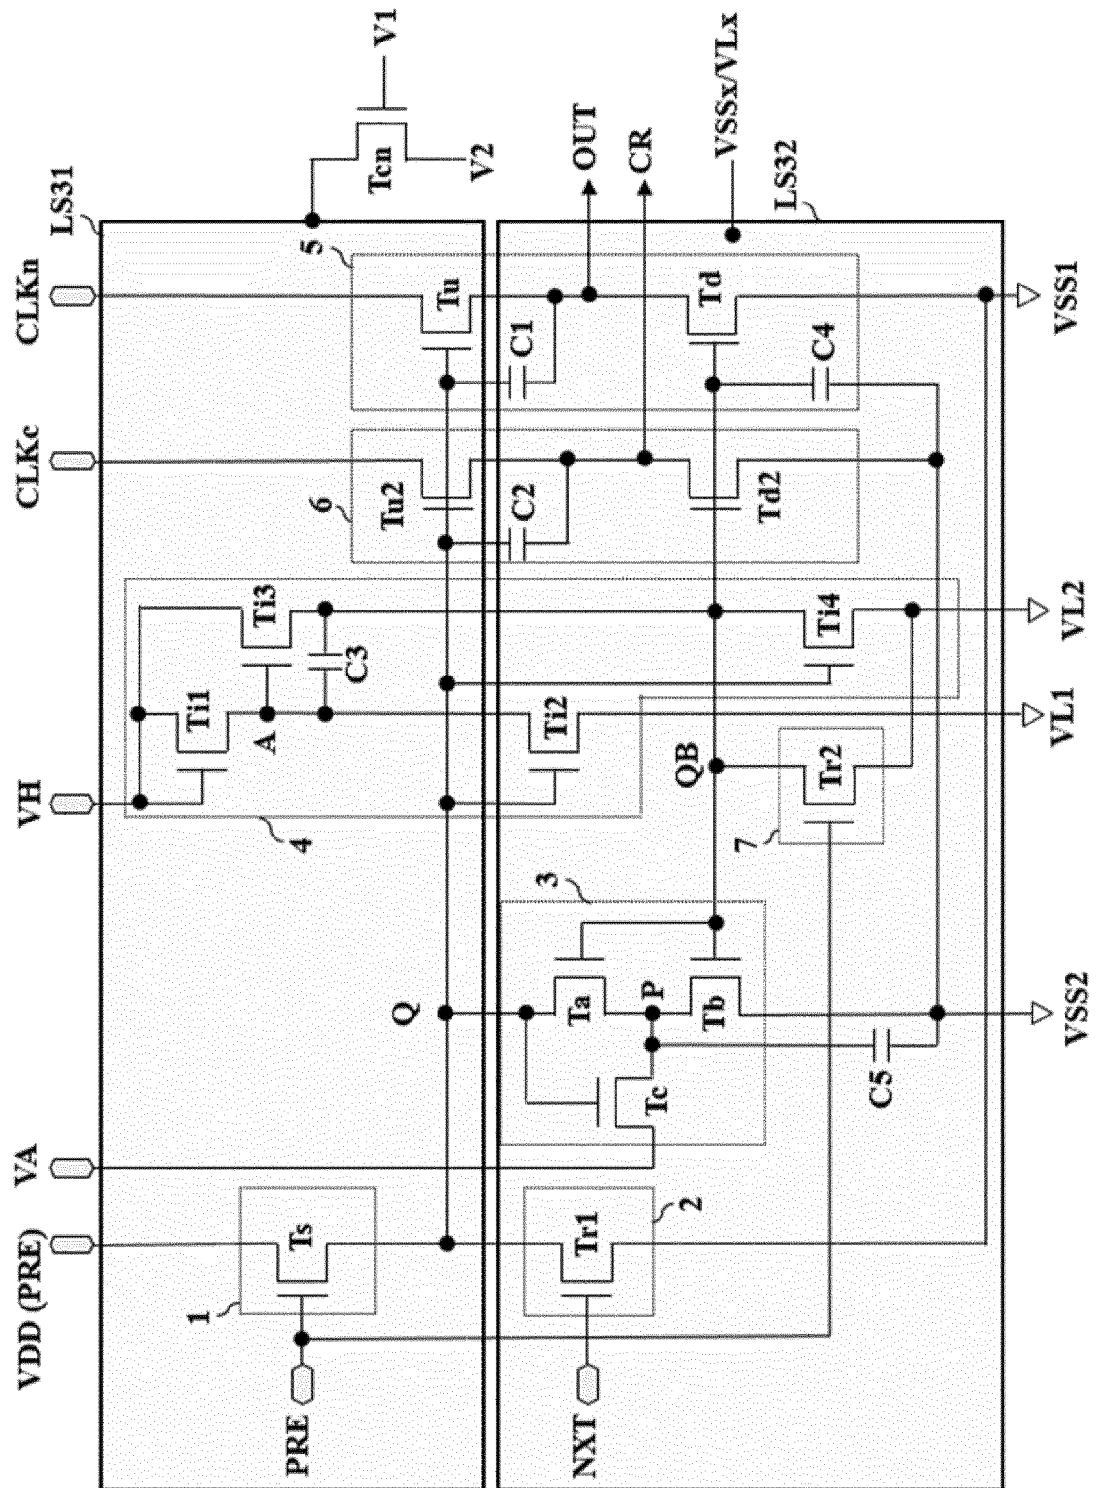 VDD (PRE)
VA
VH
CLKc
CLKn
LS31
V1
Tcn
V2
PRE
1
Ts
Q
4
Ti1
A
Ti3
C3
6
Tu2
5
Tu
OUT
CR
VSSx/VLx
LS32
NXT
Tr1
2
Tc
Ta
3
P
Tb
QB
Ti2
C2
C1
7
Tr2
Ti4
Td2
Td
C4
C5
VSS2
VL1
VL2
VSS1